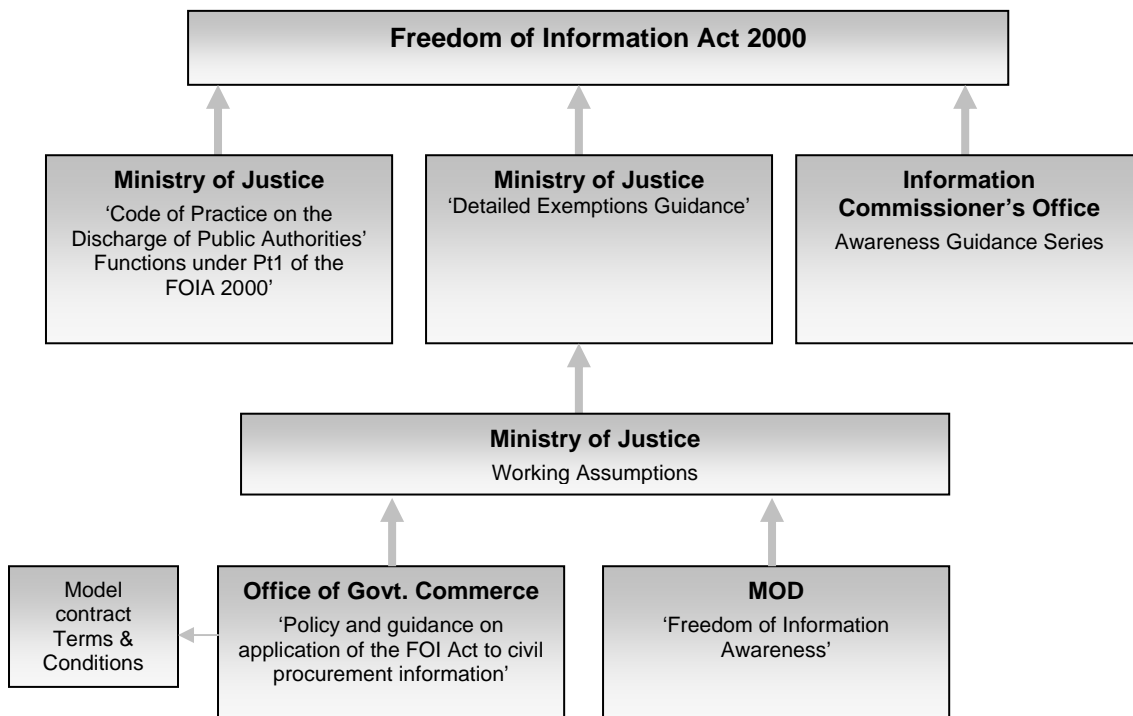 Freedom of Information Act 2000
Ministry of Justice
‘Code of Practice on the
Discharge of Public Authorities’
Functions under Pt1 of the
FOIA 2000’
Ministry of Justice
‘Detailed Exemptions Guidance’
Information
Commissioner’s Office
Awareness Guidance Series
Ministry of Justice
Working Assumptions
Model
contract
Terms &
Conditions
Office of Govt. Commerce
‘Policy and guidance on
application of the FOI Act to civil
procurement information’
MOD
‘Freedom of Information
Awareness’